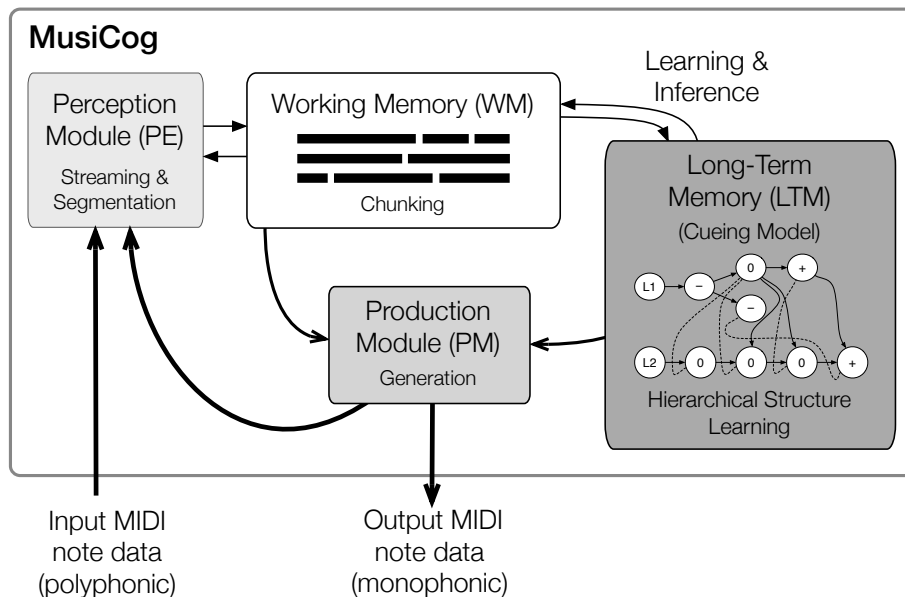 MusiCog
Perception
Module (PE)
Streaming &
Segmentation
Working Memory (WM)
Chunking
Learning &
Inference
Long-Term
Memory (LTM)
(Cueing Model)
0
+
L1
−
−
L2
0
0
0
+
Hierarchical Structure
Learning
Production
Module (PM)
Generation
Input MIDI
note data
(polyphonic)
Output MIDI
note data
(monophonic)